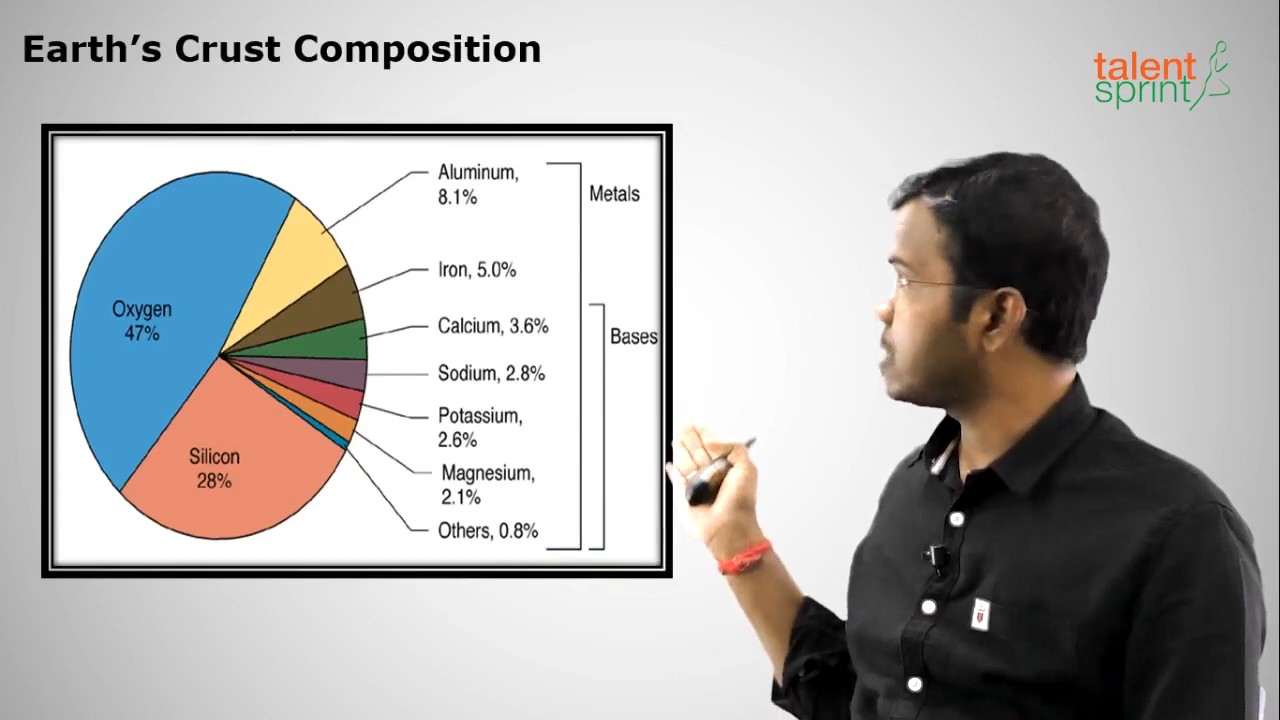 Earth's Crust Composition
talent
sprint
Aluminum,
8.1%
Metals
Iron, 5.0%
Oxygen
47%
Calcium, 3.6%
Bases
Sodium, 2.8%
Potassium,
2.6%
Silicon
28%
Magnesium,
2.1%
Others, 0.8%